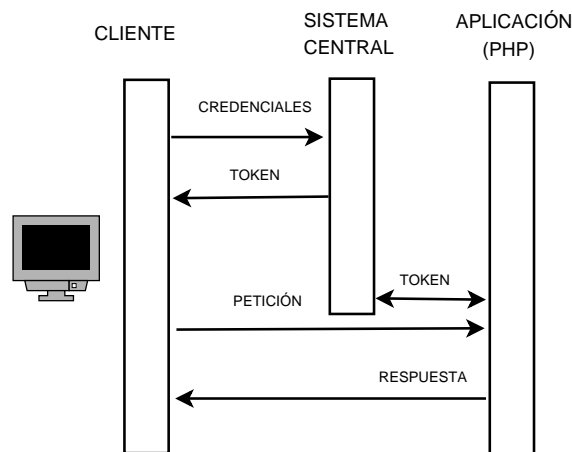 CLIENTE
SISTEMA
CENTRAL
APLICACIÓN
(PHP)
CREDENCIALES
TOKEN
TOKEN
PETICIÓN
RESPUESTA